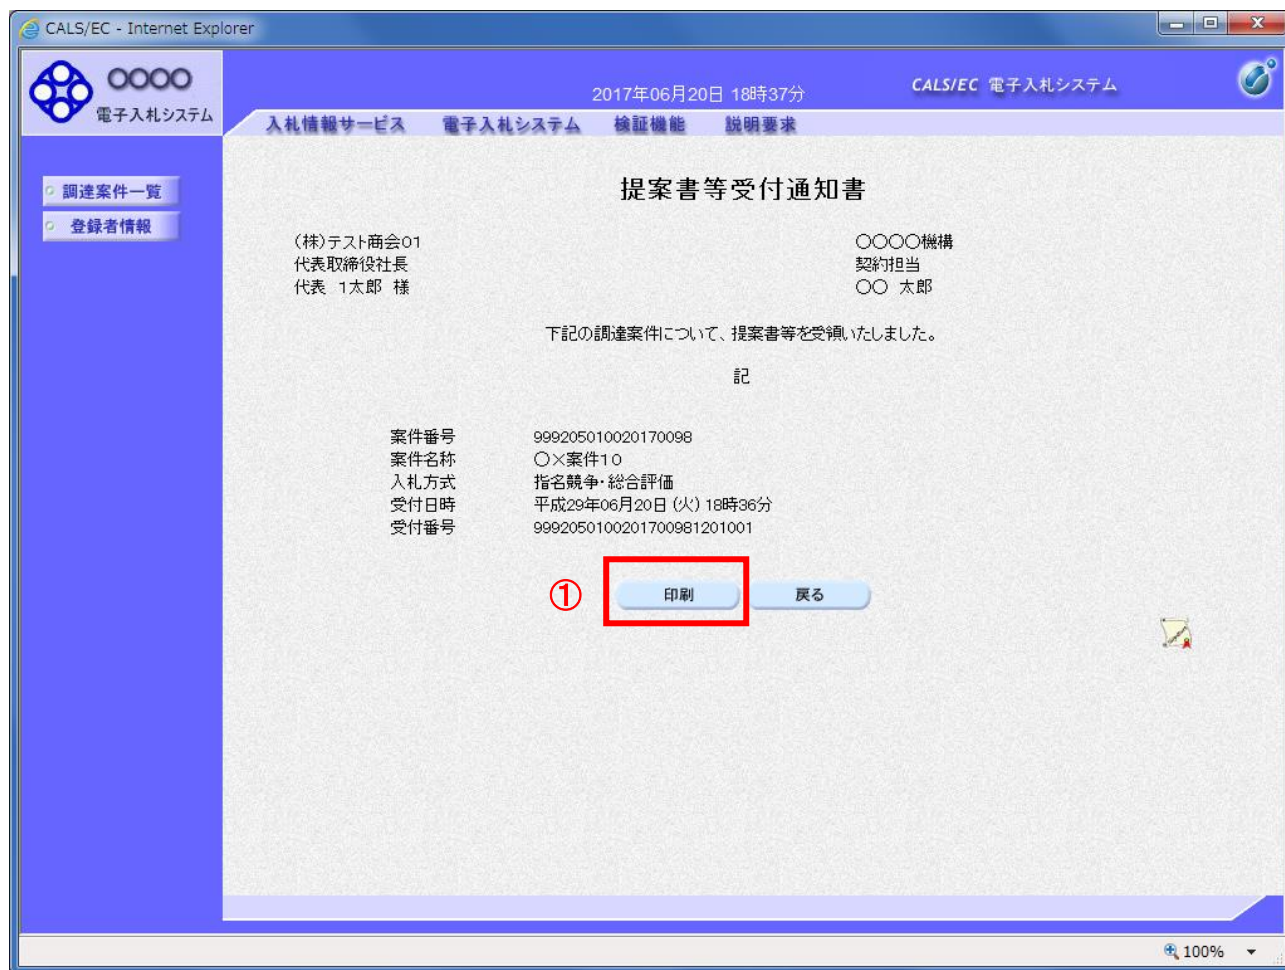 CALS/EC - Internet Explorer
〇〇〇〇
電子入札システム
2017年06月20日 18時37分
CALS/EC 電子入札システム
入札情報サービス 電子入札システム 検証機能 説明要求
調達案件一覧
登録者情報
提案書等受付通知書
(株)テスト商会01
代表取締役社長
代表 1太郎 様
〇〇〇〇機構
契約担当
〇〇 太郎
下記の調達案件について、提案書等を受領いたしました。
記
案件番号 999205010020170098
案件名称 〇×案件10
入札方式 指名競争・総合評価
受付日時 平成29年06月20日 (火) 18時36分
受付番号 9992050100201700981201001
① 印刷 戻る
100%